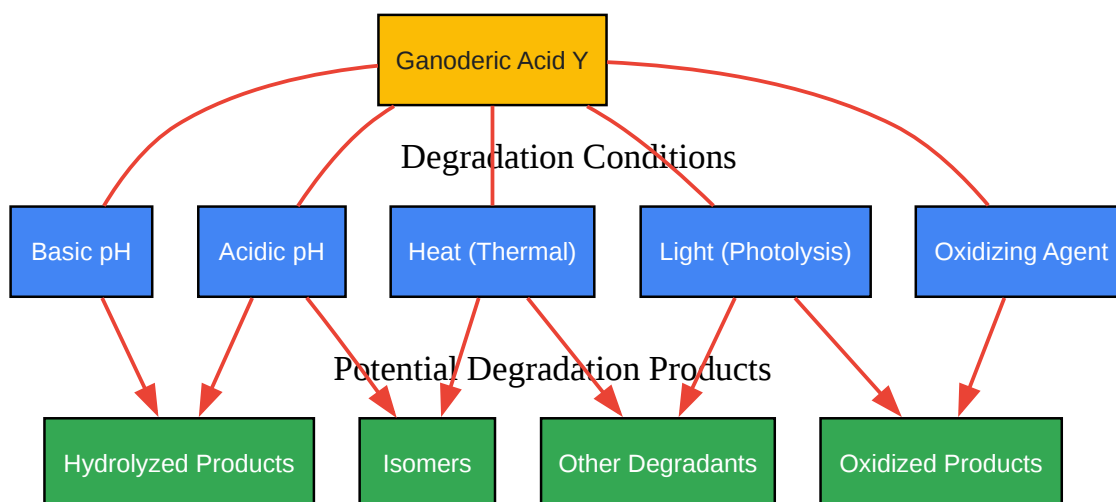 Ganoderic Acid Y
Degradation Conditions
Basic pH
Acidic pH
Heat (Thermal)
Light (Photolysis)
Oxidizing Agent
Potential Degradation Products
Hydrolyzed Products
Isomers
Other Degradants
Oxidized Products